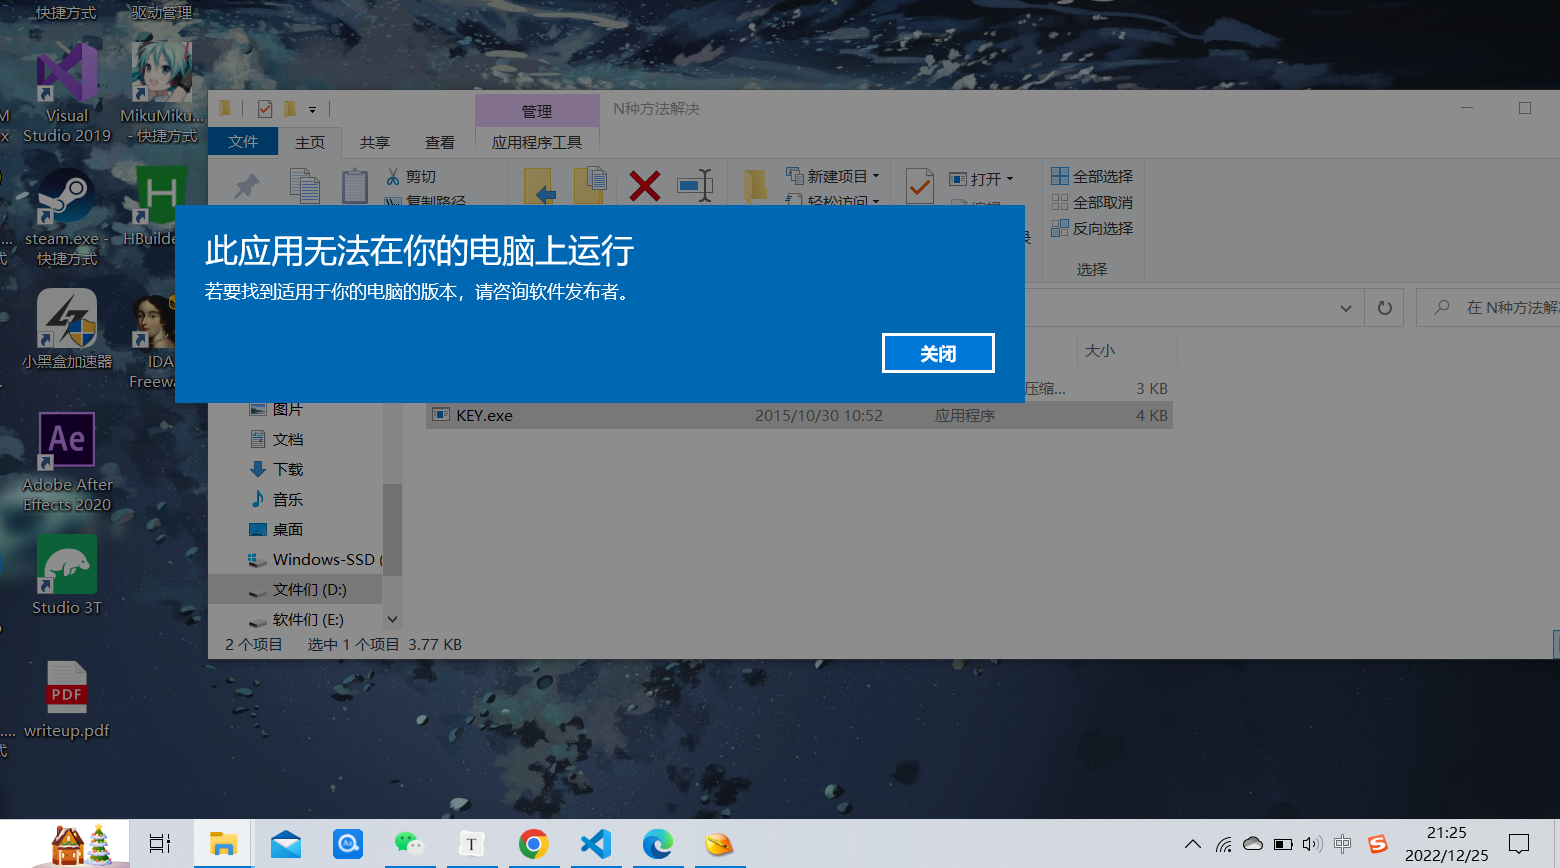 快捷方式
驱动管理
Visual
Studio 2019
MikuMiku...
- 快捷方式
steam.exe -
快捷方式
HBuilde
小黑盒加速器
IDA
Freewa
Adobe After
Effects 2020
Studio 3T
PDF
writeup.pdf
管理
N种方法解决
文件
主页
共享
查看
应用程序工具
剪切
复制路径
新建项目
轻松访问
打开
编辑
全部选择
全部取消
反向选择
选择
此应用无法在你的电脑上运行
若要找到适用于你的电脑的版本，请咨询软件发布者。
关闭
在 N种方法解
大小
压缩...
3 KB
KEY.exe
2015/10/30 10:52
应用程序
4 KB
图片
文档
下载
音乐
桌面
Windows-SSD (
文件们 (D:)
软件们 (E:)
2 个项目
选中 1 个项目 3.77 KB
中
21:25
2022/12/25